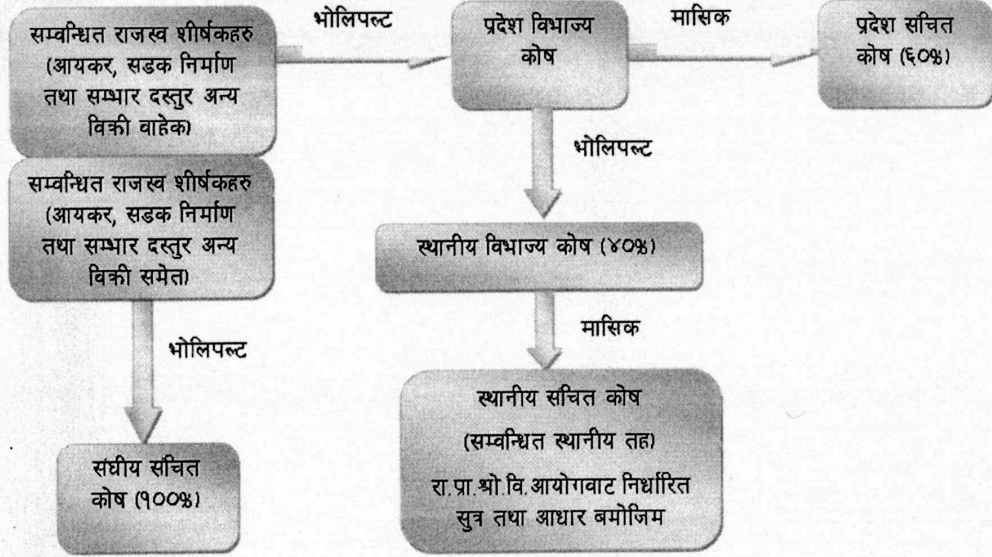 सम्वन्धित राजस्व शीर्षकहरु
(आयकर, सडक निर्माण
तथा सम्भार दस्तुर अन्य
विक्री वाहेक)
भोलिपल्ट
प्रदेश विभाज्य
कोष
मासिक
प्रदेश सचित
कोष (६०%)
सम्वन्धित राजस्व शीर्षकहरु
(आयकर, सडक निर्माण
तथा सम्भार दस्तुर अन्य
विक्री समेत)
भोलिपल्ट
स्थानीय विभाज्य कोष (४०%)
भोलिपल्ट
मासिक
संघीय संचित
कोष (१००%)
स्थानीय सचित कोष
(सम्वन्धित स्थानीय तह)
रा.प्रा.श्रो.वि.आयोगवाट निर्धारित
सुत्र तथा आधार बमोजिम